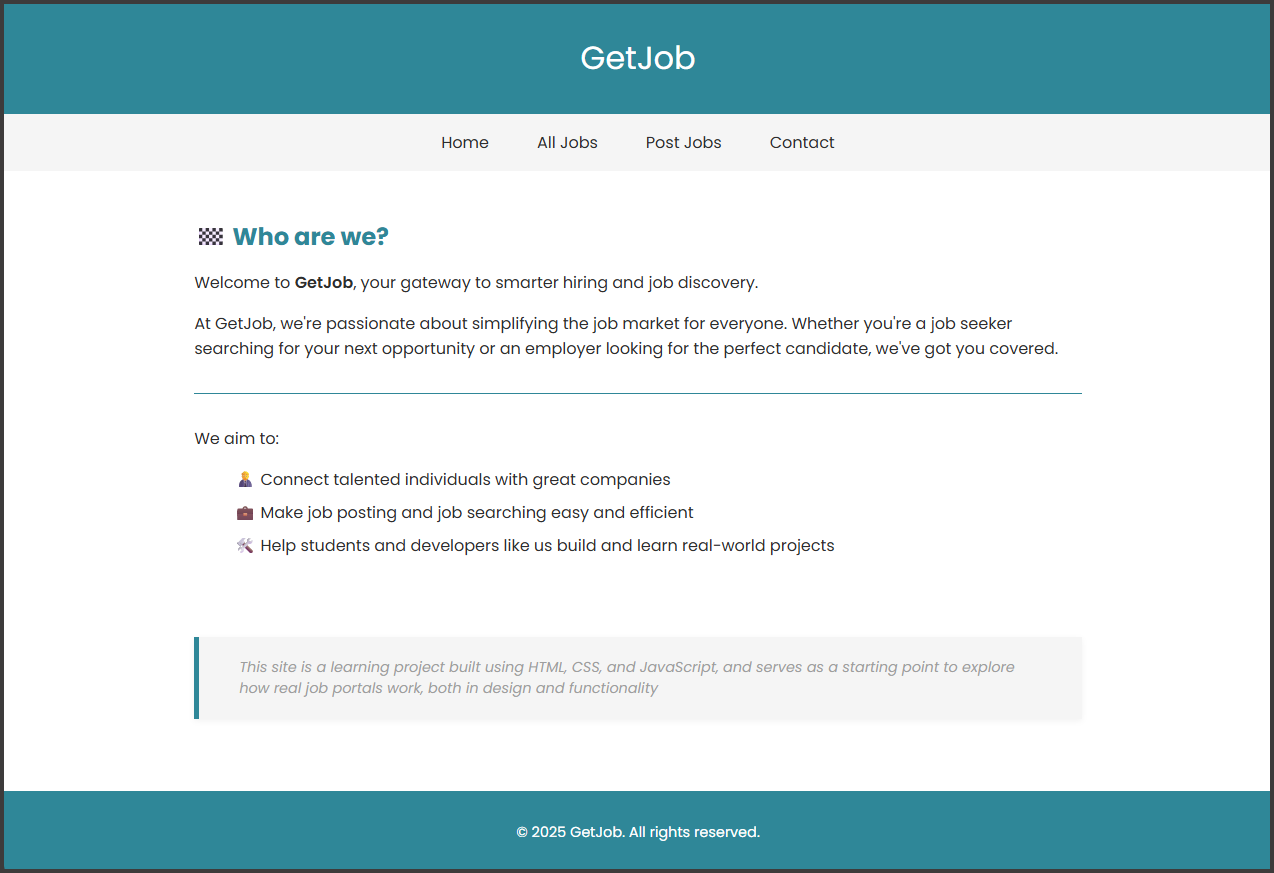 GetJob
Home All Jobs Post Jobs Contact
Who are we?
Welcome to GetJob, your gateway to smarter hiring and job discovery.
At GetJob, we're passionate about simplifying the job market for everyone. Whether you're a job seeker
searching for your next opportunity or an employer looking for the perfect candidate, we've got you covered.
We aim to:
Connect talented individuals with great companies
Make job posting and job searching easy and efficient
Help students and developers like us build and learn real-world projects
This site is a learning project built using HTML, CSS, and JavaScript, and serves as a starting point to explore
how real job portals work, both in design and functionality
© 2025 GetJob. All rights reserved.